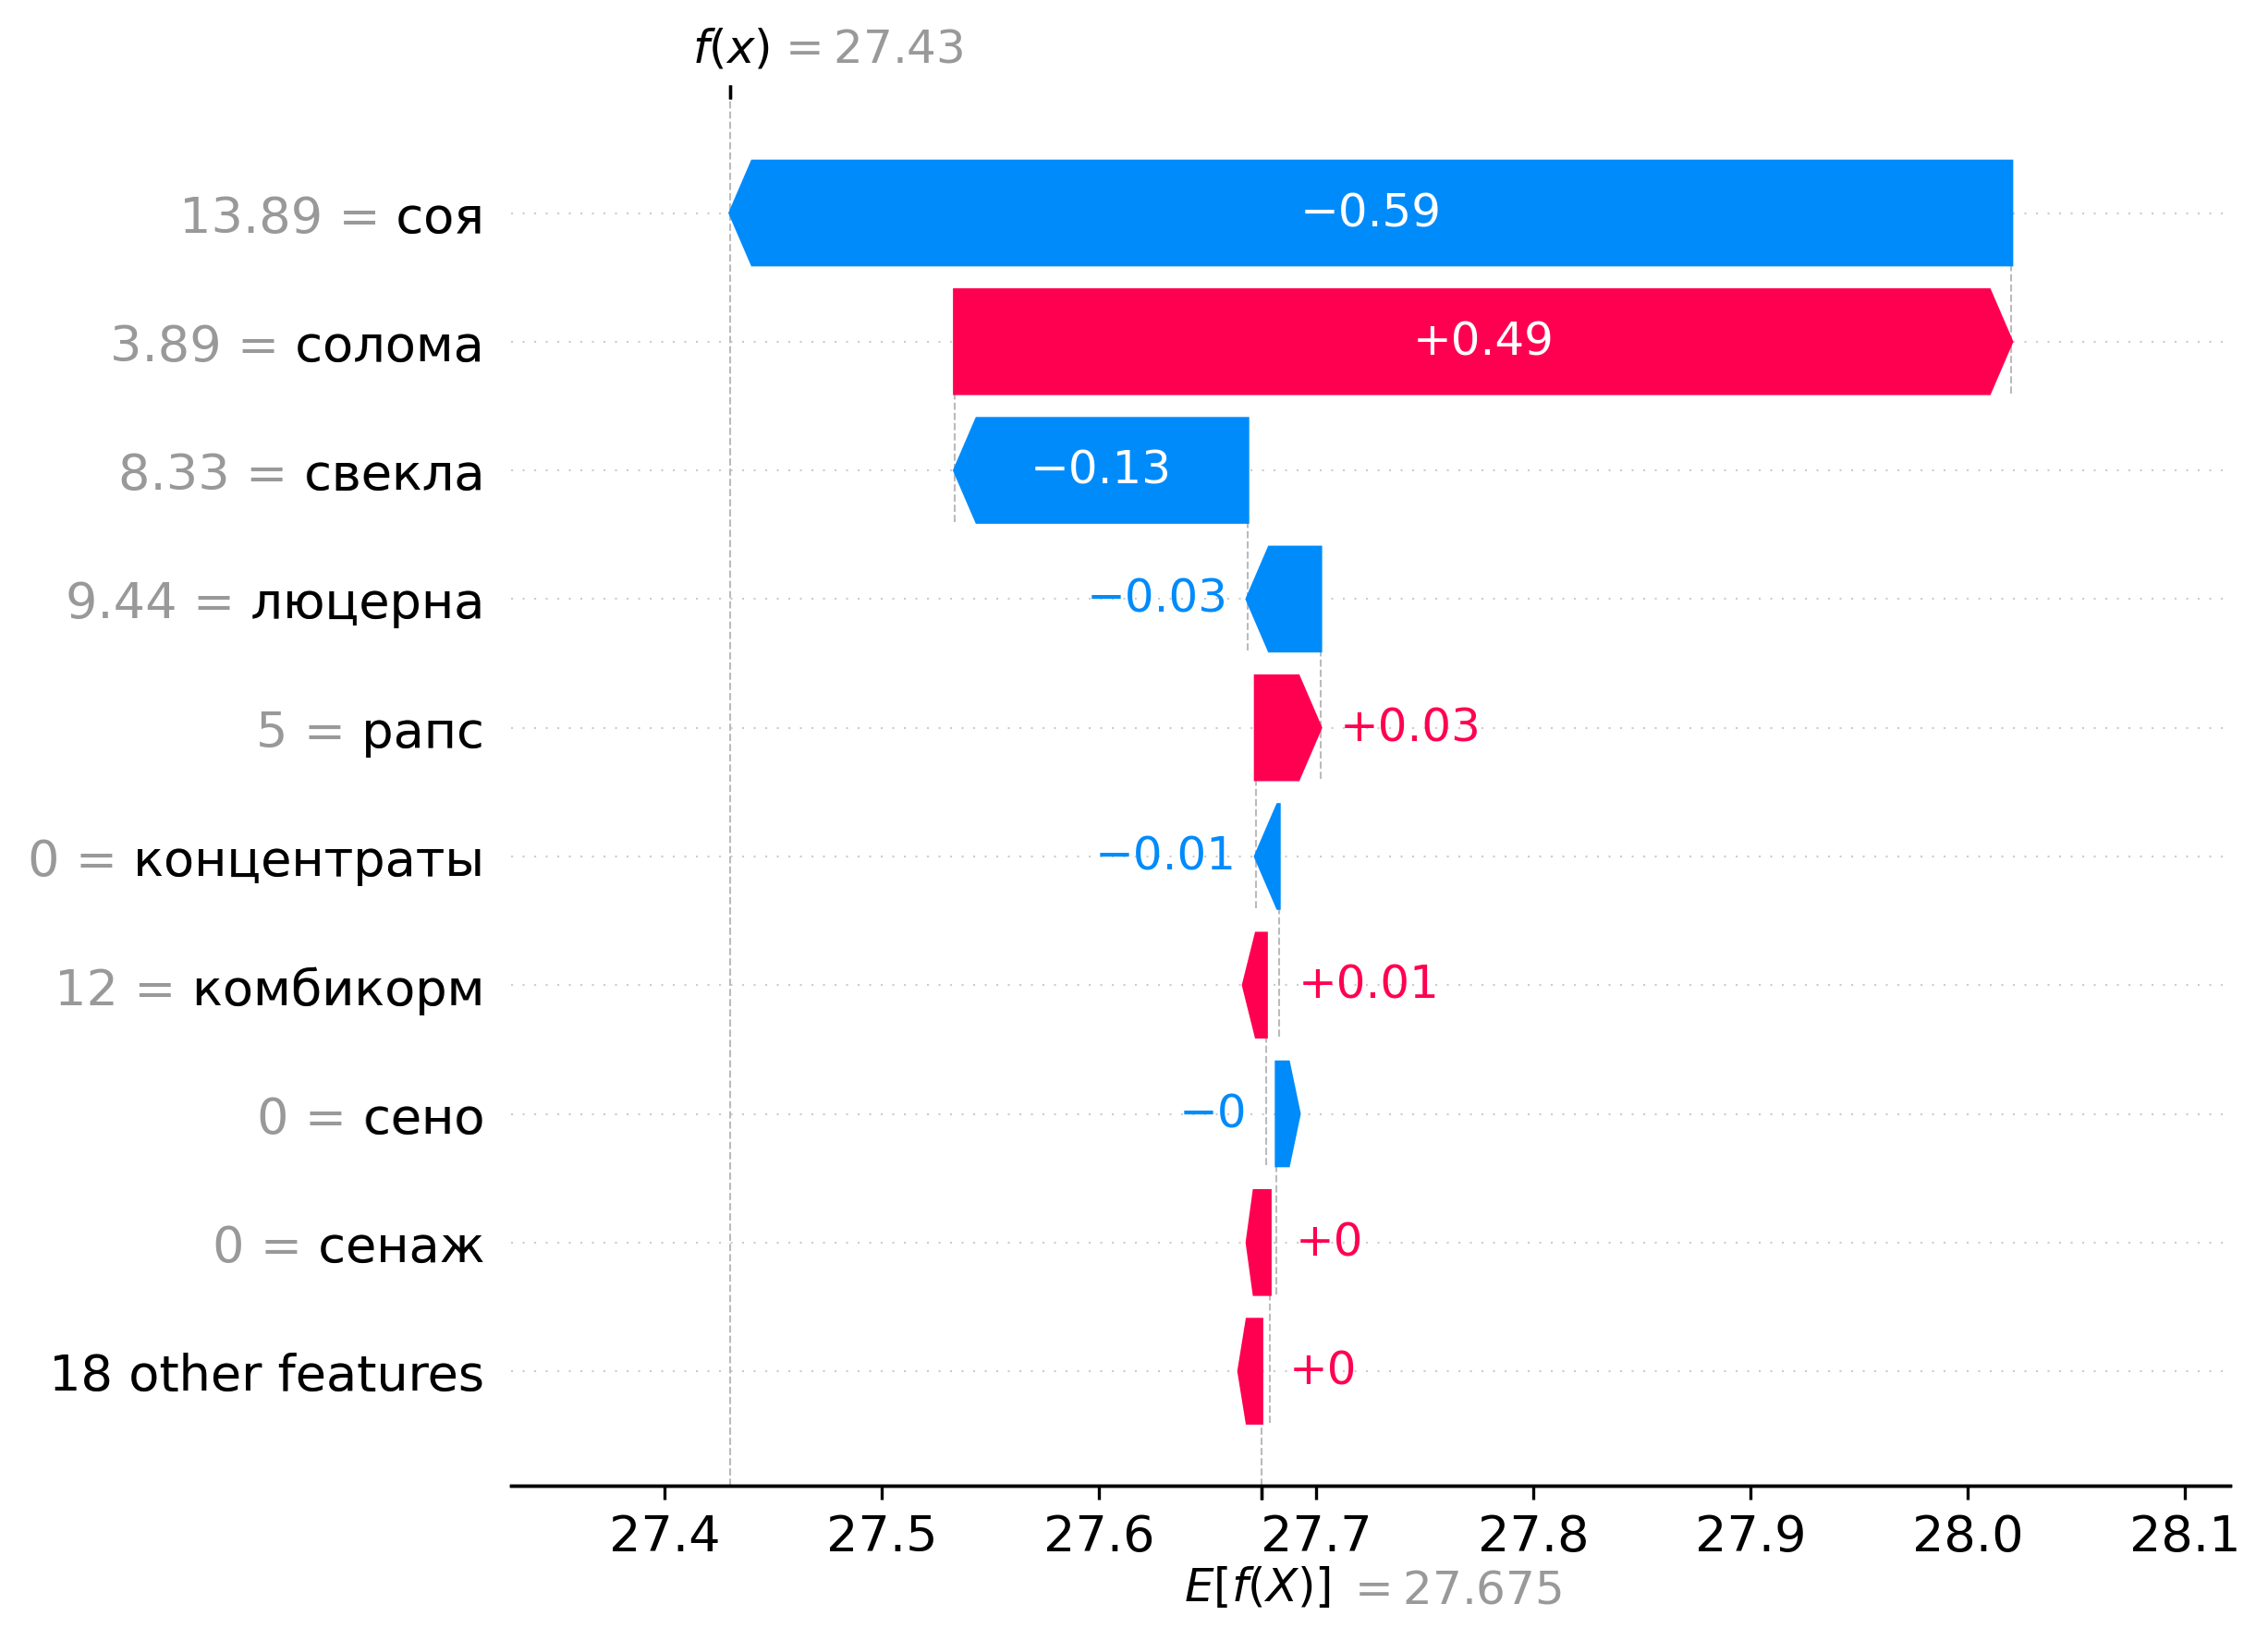 f(x) = 27.43
13.89 = соя
−0.59
3.89 = солома
+0.49
8.33 = свекла
−0.13
9.44 = люцерна
−0.03
5 = рапс
+0.03
0 = концентраты
−0.01
12 = комбикорм
+0.01
0 = сено
−0
0 = сенаж
+0
18 other features
+0
27.4 27.5 27.6 27.7 27.8 27.9 28.0 28.1
E[f(X)] = 27.675